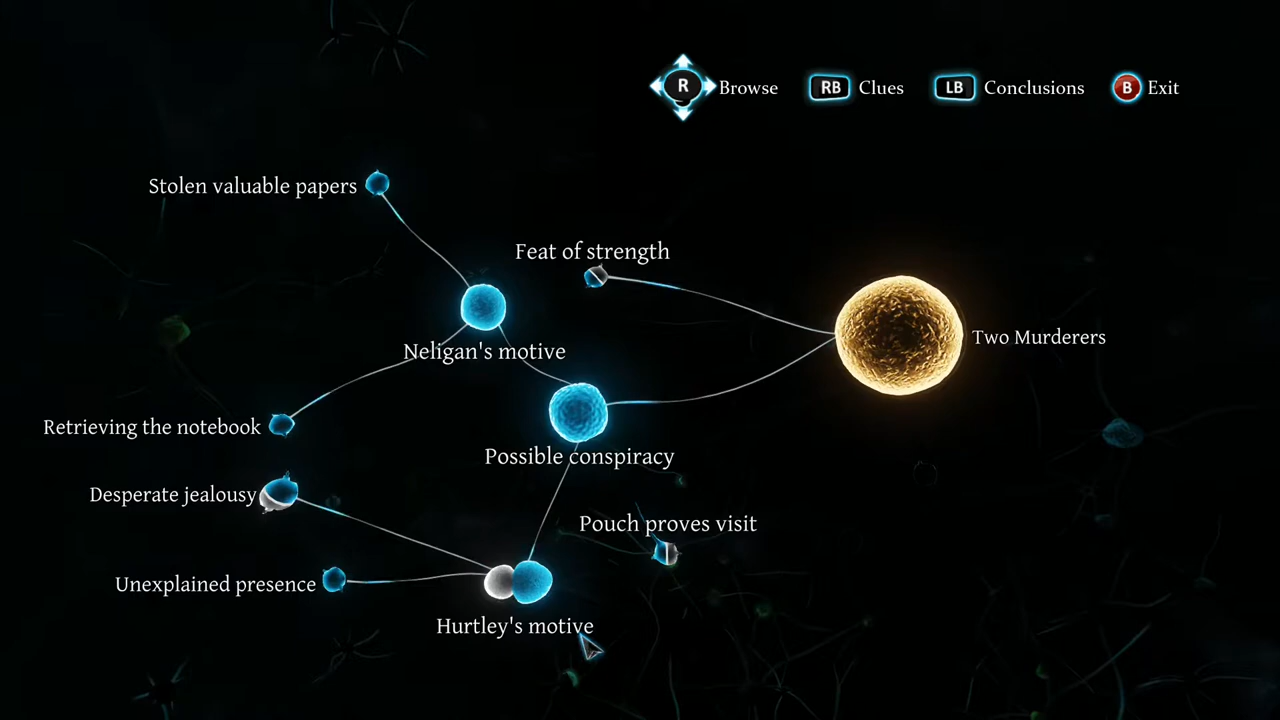 R Browse RB Clues LB Conclusions B Exit
Stolen valuable papers
Feat of strength
Two Murderers
Neligan's motive
Retrieving the notebook
Possible conspiracy
Desperate jealousy
Pouch proves visit
Unexplained presence
Hurtley's motive